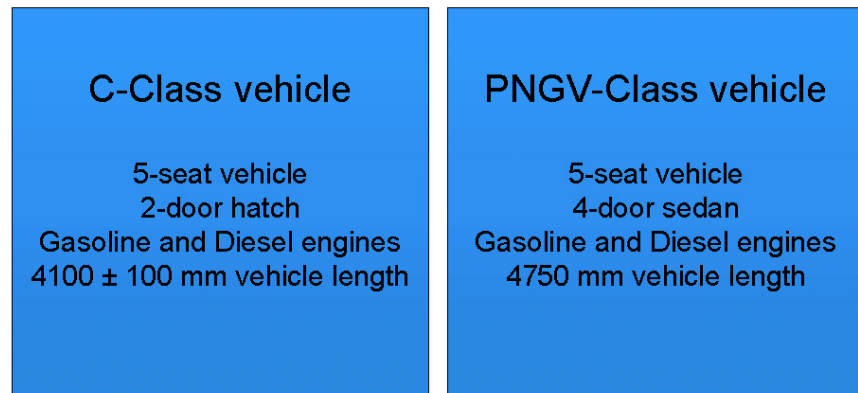 C-Class vehicle
5-seat vehicle
2-door hatch
Gasoline and Diesel engines
4100 ± 100 mm vehicle length
PNGV-Class vehicle
5-seat vehicle
4-door sedan
Gasoline and Diesel engines
4750 mm vehicle length